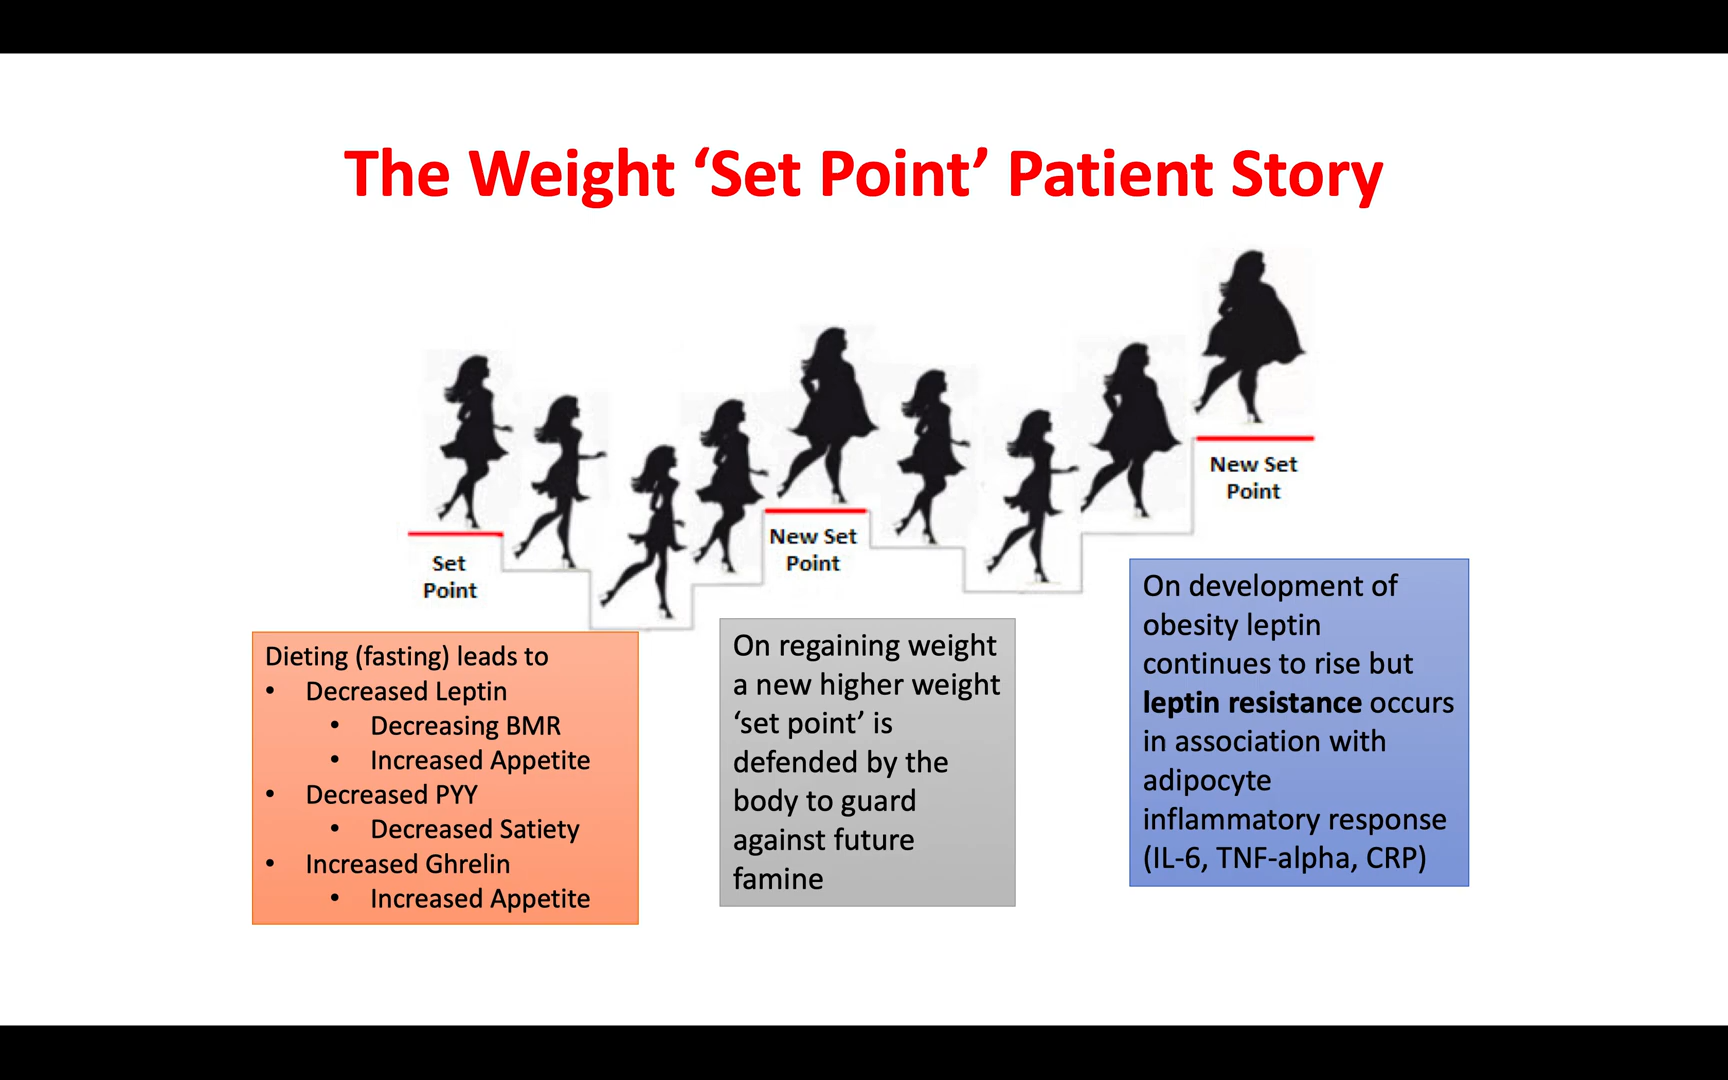 The Weight ‘Set Point’ Patient Story
Set
Point
New Set
Point
New Set
Point
Dieting (fasting) leads to
• Decreased Leptin
• Decreasing BMR
• Increased Appetite
• Decreased PYY
• Decreased Satiety
• Increased Ghrelin
• Increased Appetite
On regaining weight
a new higher weight
‘set point’ is
defended by the
body to guard
against future
famine
On development of
obesity leptin
continues to rise but
leptin resistance occurs
in association with
adipocyte
inflammatory response
(IL-6, TNF-alpha, CRP)